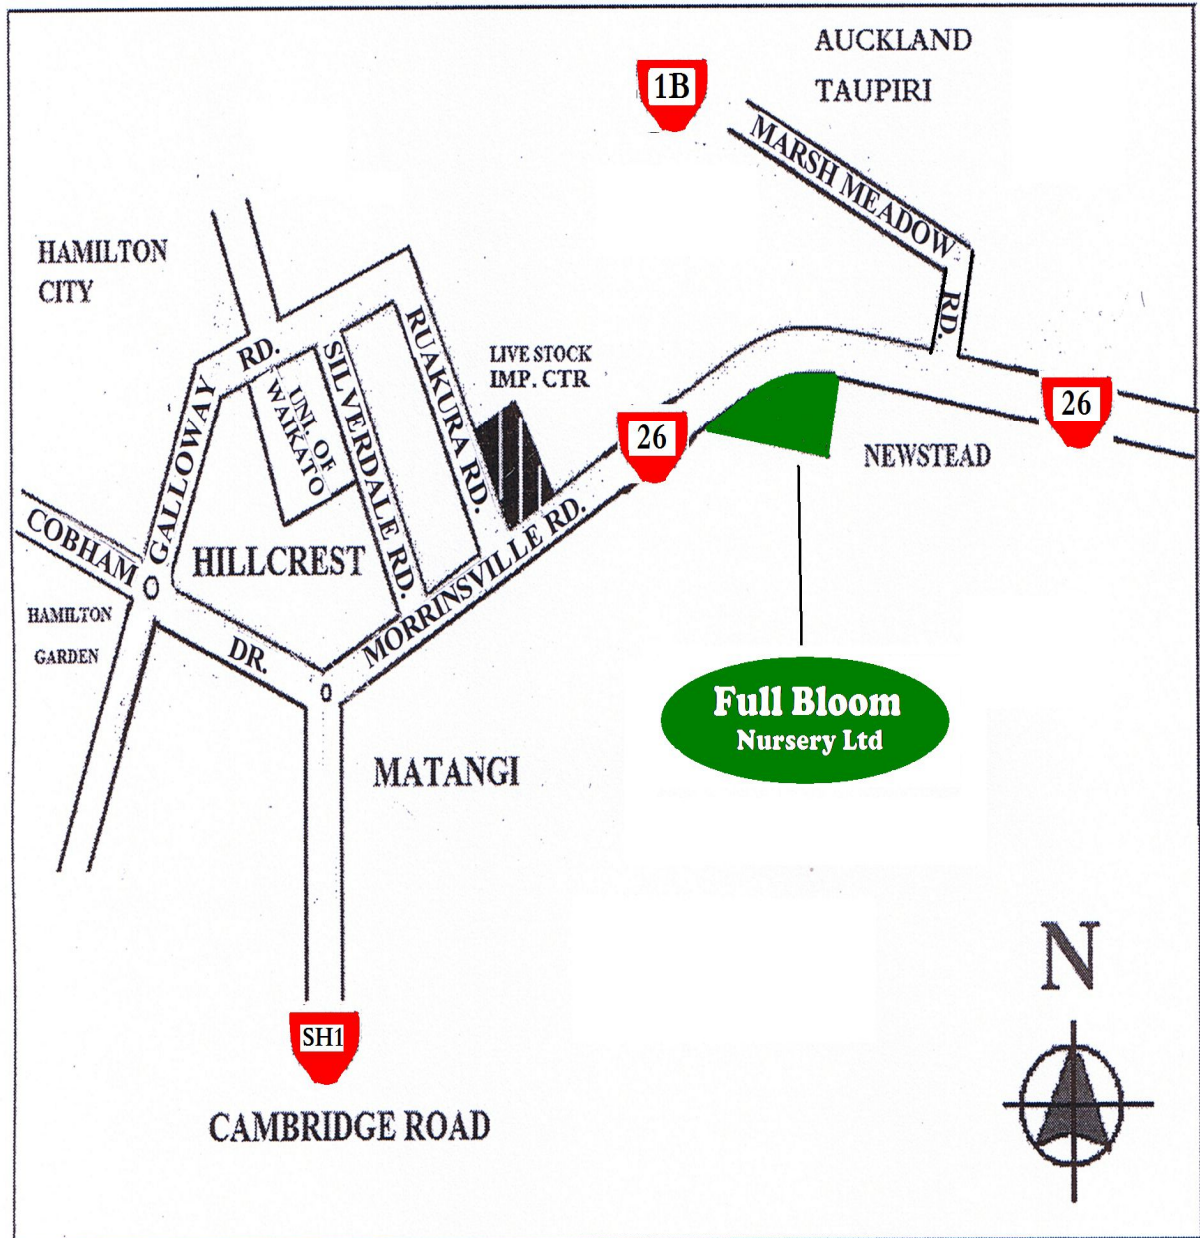 AUCKLAND
TAUPIRI
1B
MARSH MEADOW
RD.
HAMILTON
CITY
GALLOWAY
RD.
UNI. OF
WAIKATO
SILVERDALE RD.
RUAKURA RD.
LIVE STOCK
IMP. CTR
26
26
NEWSTEAD
COBHAM
DR.
HILLCREST
MORRINSVILLE RD.
HAMILTON
GARDEN
Full Bloom
Nursery Ltd
MATANGI
N
SH1
CAMBRIDGE ROAD